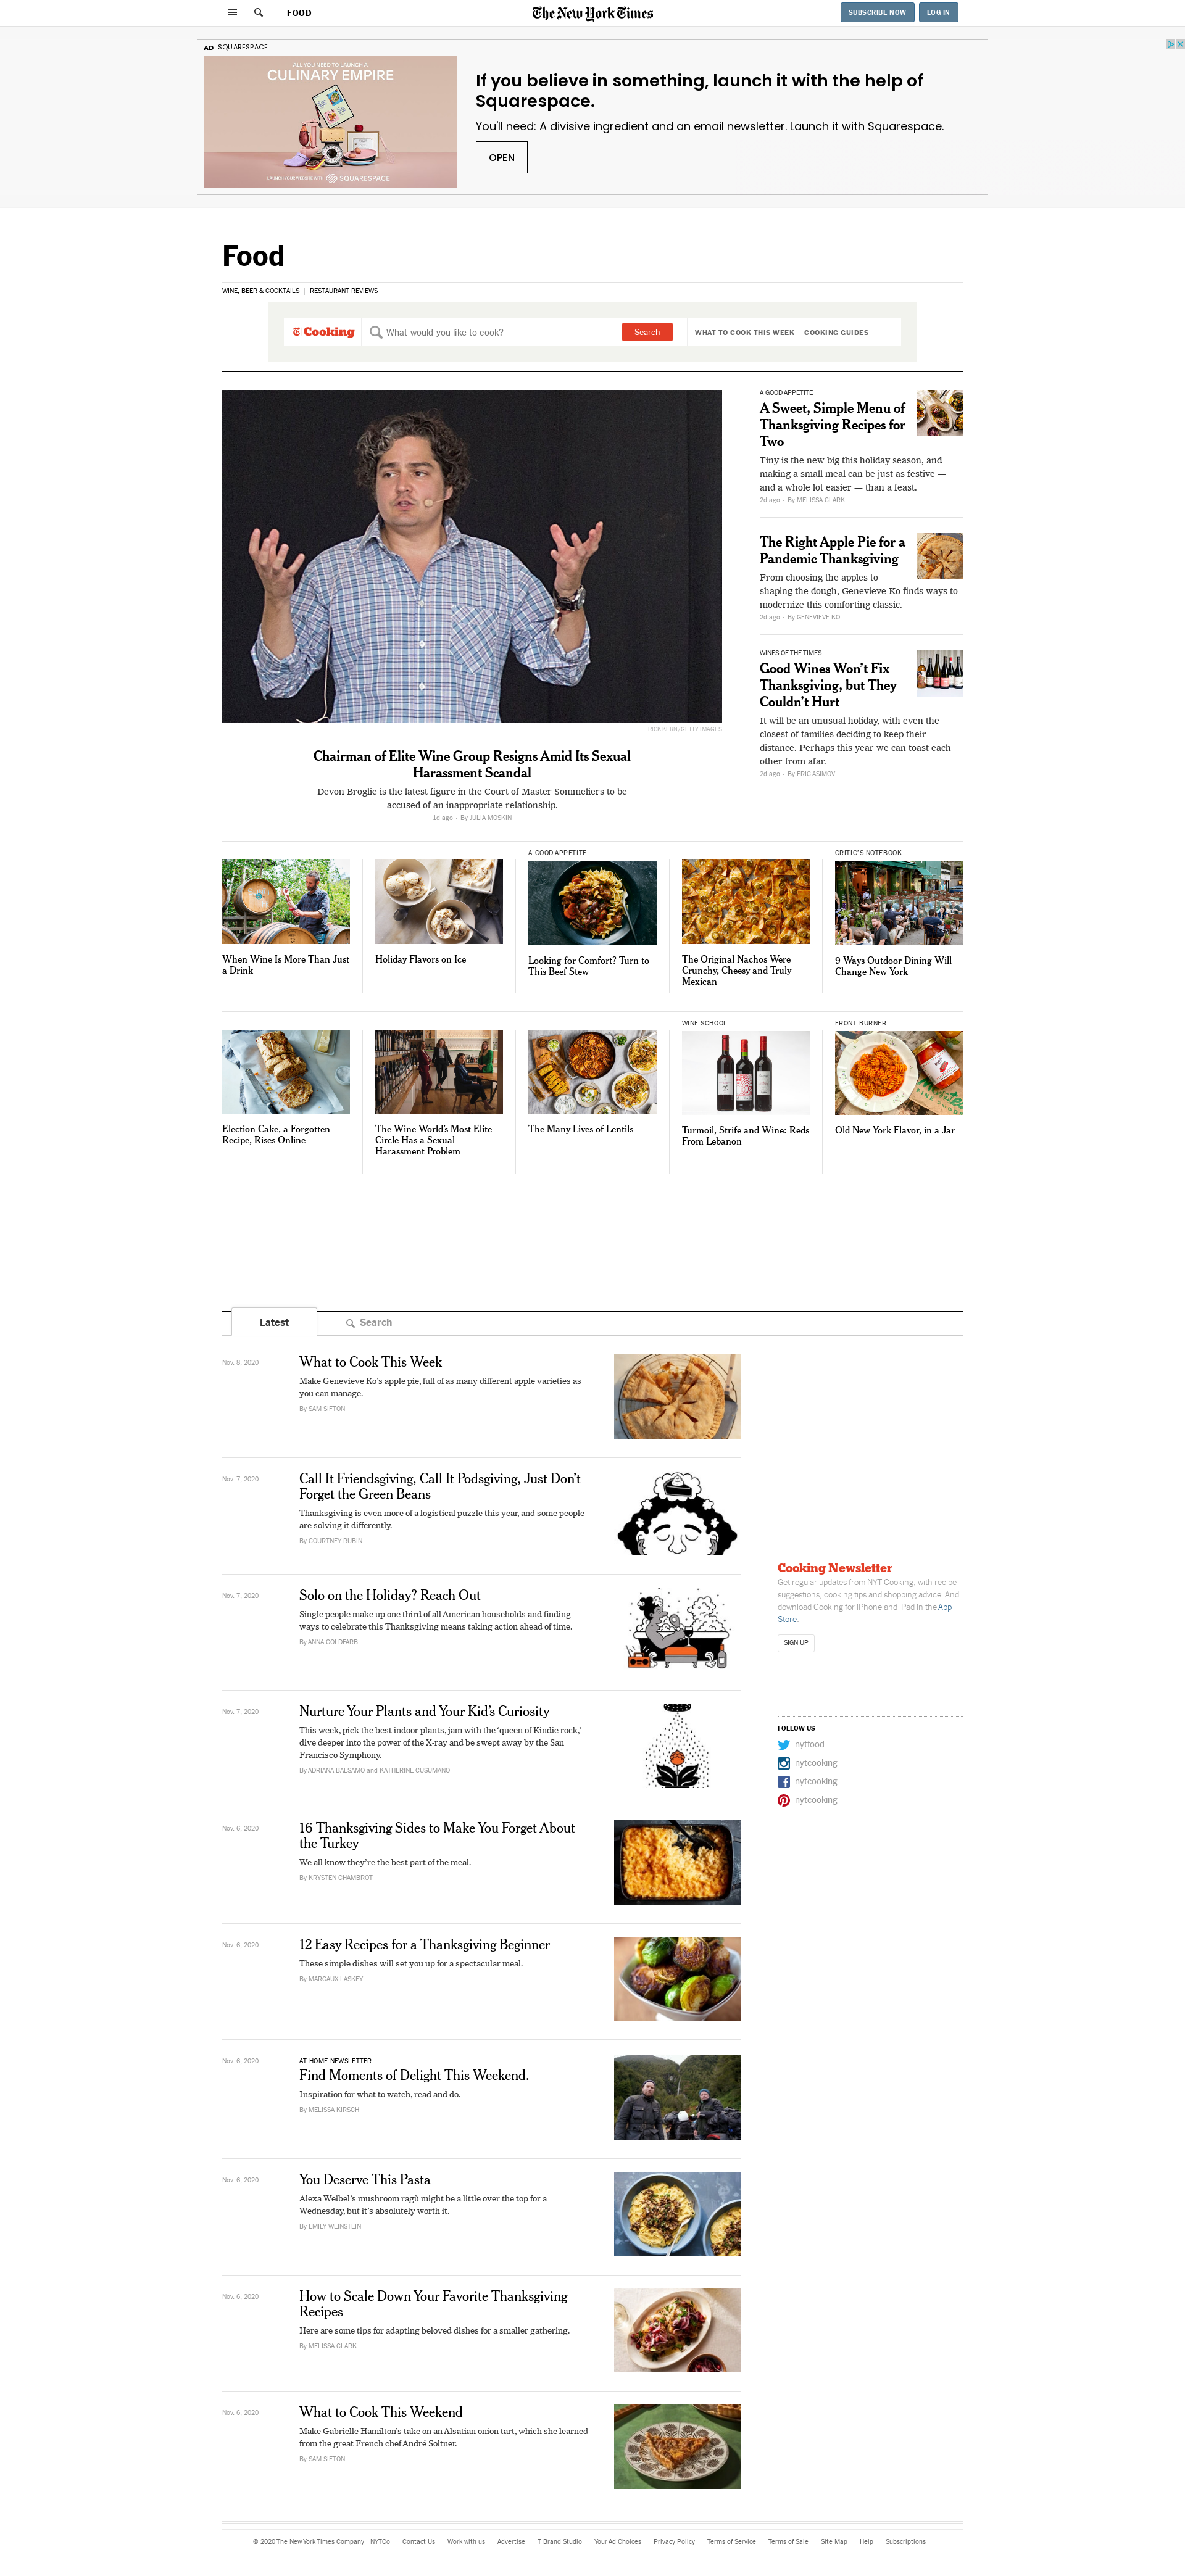 FOOD
The New York Times
SUBSCRIBE NOW
LOG IN
AD SQUARESPACE
ALL YOU NEED TO LAUNCH A
CULINARY EMPIRE
LAUNCH YOUR WEBSITE WITH SQUARESPACE
If you believe in something, launch it with the help of
Squarespace.
You'll need: A divisive ingredient and an email newsletter. Launch it with Squarespace.
OPEN
Food
WINE, BEER & COCKTAILS | RESTAURANT REVIEWS
T Cooking
What would you like to cook?
Search
WHAT TO COOK THIS WEEK
COOKING GUIDES
RICK KERN/GETTY IMAGES
Chairman of Elite Wine Group Resigns Amid Its Sexual
Harassment Scandal
Devon Broglie is the latest figure in the Court of Master Sommeliers to be
accused of an inappropriate relationship.
1d ago • By JULIA MOSKIN
A GOOD APPETITE
A Sweet, Simple Menu of
Thanksgiving Recipes for
Two
Tiny is the new big this holiday season, and
making a small meal can be just as festive —
and a whole lot easier — than a feast.
2d ago • By MELISSA CLARK
The Right Apple Pie for a
Pandemic Thanksgiving
From choosing the apples to
shaping the dough, Genevieve Ko finds ways to
modernize this comforting classic.
2d ago • By GENEVIEVE KO
WINES OF THE TIMES
Good Wines Won’t Fix
Thanksgiving, but They
Couldn’t Hurt
It will be an unusual holiday, with even the
closest of families deciding to keep their
distance. Perhaps this year we can toast each
other from afar.
2d ago • By ERIC ASIMOV
When Wine Is More Than Just
a Drink
Holiday Flavors on Ice
A GOOD APPETITE
Looking for Comfort? Turn to
This Beef Stew
The Original Nachos Were
Crunchy, Cheesy and Truly
Mexican
CRITIC’S NOTEBOOK
9 Ways Outdoor Dining Will
Change New York
Election Cake, a Forgotten
Recipe, Rises Online
The Wine World’s Most Elite
Circle Has a Sexual
Harassment Problem
The Many Lives of Lentils
WINE SCHOOL
Turmoil, Strife and Wine: Reds
From Lebanon
FRONT BURNER
Old New York Flavor, in a Jar
Latest
Search
Nov. 8, 2020
What to Cook This Week
Make Genevieve Ko’s apple pie, full of as many different apple varieties as
you can manage.
By SAM SIFTON
Nov. 7, 2020
Call It Friendsgiving, Call It Podsgiving, Just Don’t
Forget the Green Beans
Thanksgiving is even more of a logistical puzzle this year, and some people
are solving it differently.
By COURTNEY RUBIN
Nov. 7, 2020
Solo on the Holiday? Reach Out
Single people make up one third of all American households and finding
ways to celebrate this Thanksgiving means taking action ahead of time.
By ANNA GOLDFARB
Nov. 7, 2020
Nurture Your Plants and Your Kid’s Curiosity
This week, pick the best indoor plants, jam with the ‘queen of Kindie rock,’
dive deeper into the power of the X-ray and be swept away by the San
Francisco Symphony.
By ADRIANA BALSAMO and KATHERINE CUSUMANO
Nov. 6, 2020
16 Thanksgiving Sides to Make You Forget About
the Turkey
We all know they’re the best part of the meal.
By KRYSTEN CHAMBROT
Nov. 6, 2020
12 Easy Recipes for a Thanksgiving Beginner
These simple dishes will set you up for a spectacular meal.
By MARGAUX LASKEY
Nov. 6, 2020
AT HOME NEWSLETTER
Find Moments of Delight This Weekend.
Inspiration for what to watch, read and do.
By MELISSA KIRSCH
Nov. 6, 2020
You Deserve This Pasta
Alexa Weibel’s mushroom ragù might be a little over the top for a
Wednesday, but it’s absolutely worth it.
By EMILY WEINSTEIN
Nov. 6, 2020
How to Scale Down Your Favorite Thanksgiving
Recipes
Here are some tips for adapting beloved dishes for a smaller gathering.
By MELISSA CLARK
Nov. 6, 2020
What to Cook This Weekend
Make Gabrielle Hamilton’s take on an Alsatian onion tart, which she learned
from the great French chef André Soltner.
By SAM SIFTON
Cooking Newsletter
Get regular updates from NYT Cooking, with recipe
suggestions, cooking tips and shopping advice. And
download Cooking for iPhone and iPad in the App
Store.
SIGN UP
FOLLOW US
nytfood
nytcooking
nytcooking
nytcooking
© 2020 The New York Times Company NYTCo Contact Us Work with us Advertise T Brand Studio Your Ad Choices Privacy Policy Terms of Service Terms of Sale Site Map Help Subscriptions